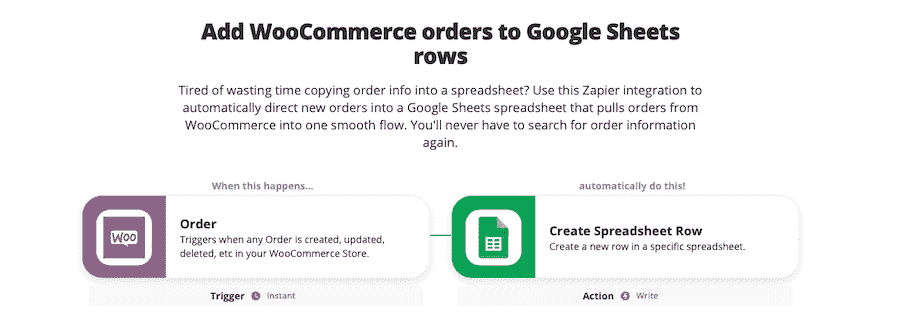 Add WooCommerce orders to Google Sheets
rows
Tired of wasting time copying order info into a spreadsheet? Use this Zapier integration to
automatically direct new orders into a Google Sheets spreadsheet that pulls orders from
WooCommerce into one smooth flow. You'll never have to search for order information
again.
When this happens...
automatically do this!
Woo
Order
Triggers when any Order is created, updated,
deleted, etc in your WooCommerce Store.
Create Spreadsheet Row
Create a new row in a specific spreadsheet.
Trigger Instant
Action Write